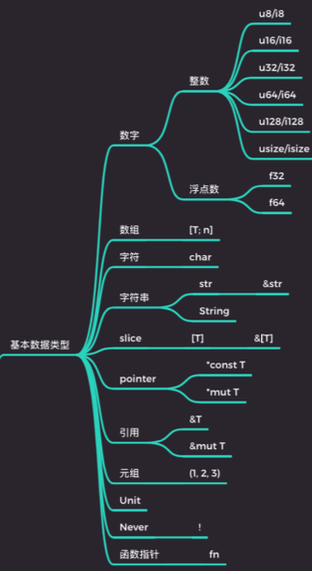 基本数据类型
数字
整数
u8/i8
u16/i16
u32/i32
u64/i64
u128/i128
usize/isize
浮点数
f32
f64
数组 [T; n]
字符 char
字符串
str &str
String
slice [T] &[T]
pointer
*const T
*mut T
引用
&T
&mut T
元组 (1, 2, 3)
Unit
Never !
函数指针 fn